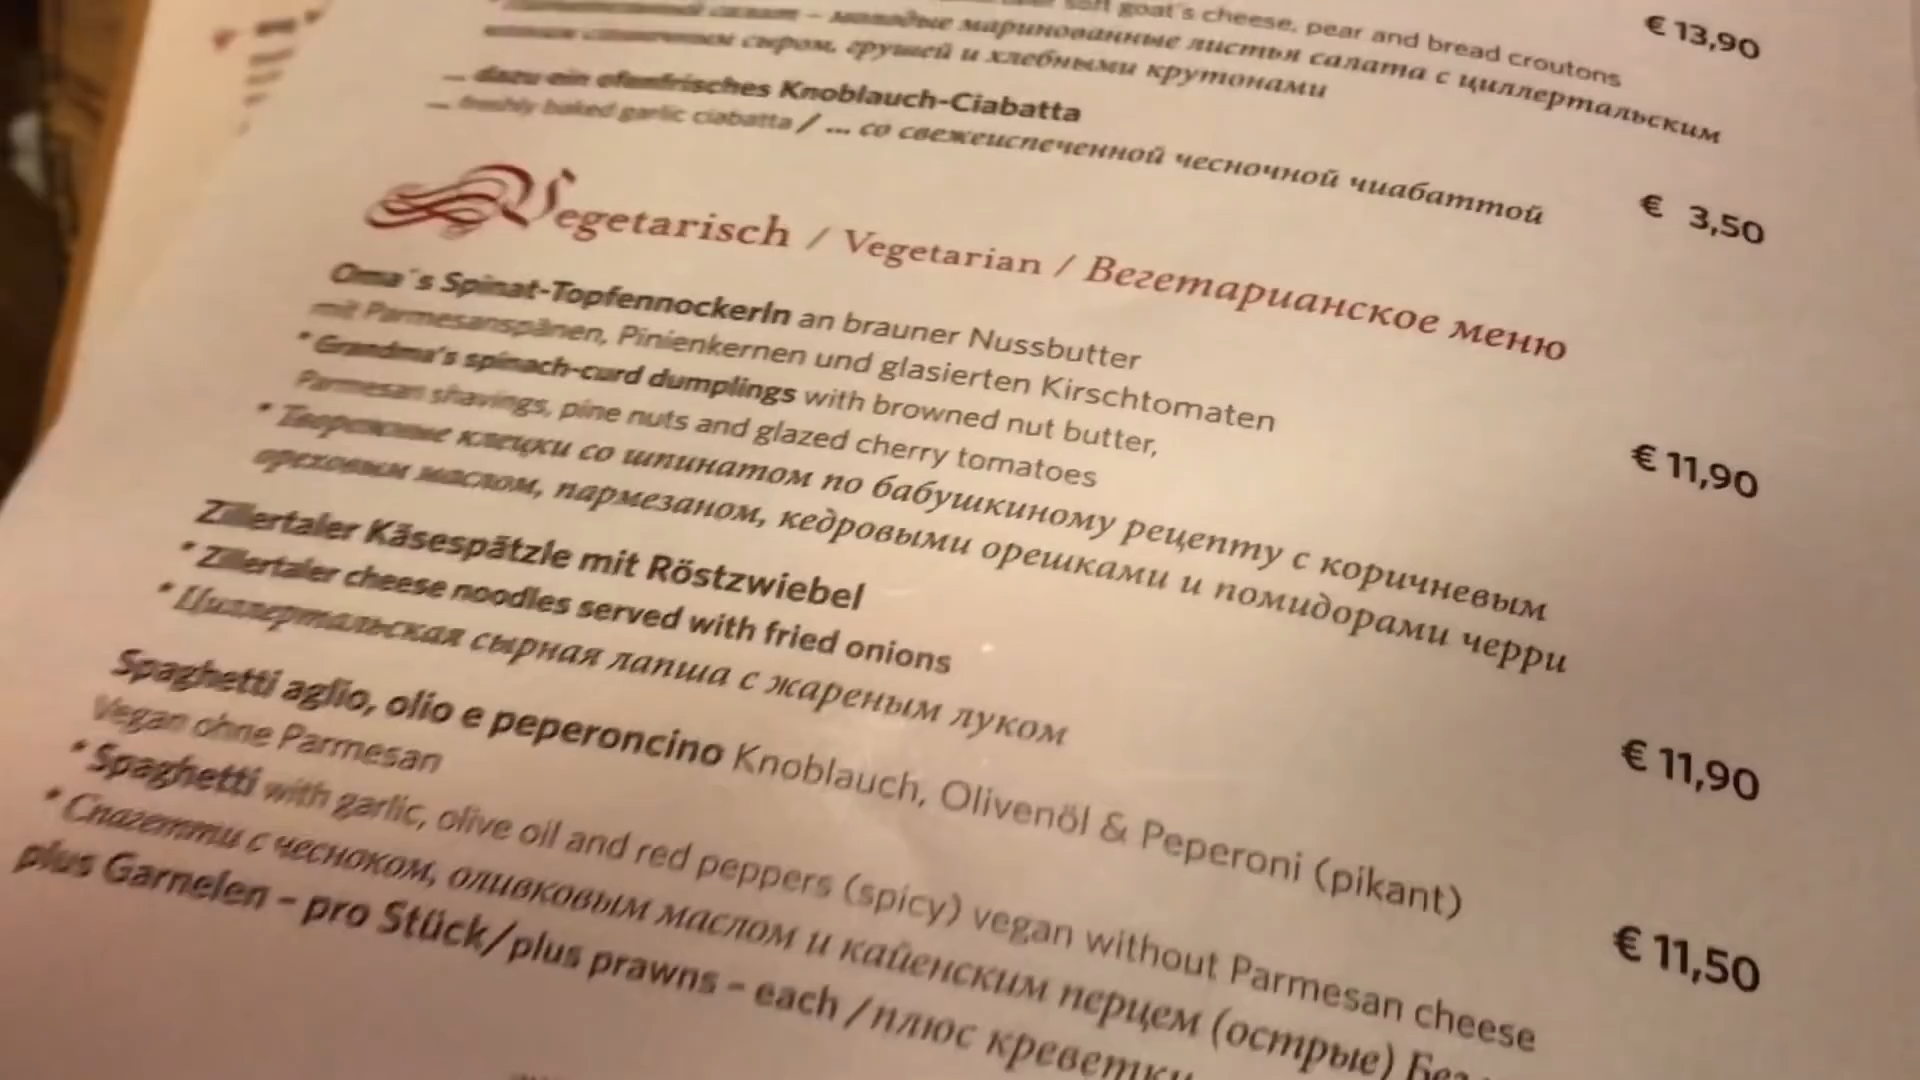 soft goat's cheese, pear and bread croutons
€ 13,90
салат – молодые маринованные листья салата с циллертальским
сыром, грушей и хлебными крутонами
... dazu ein ofenfrisches Knoblauch-Ciabatta
... freshly baked garlic ciabatta / ... со свежеиспеченной чесночной чиабаттой
€ 3,50
Vegetarisch / Vegetarian / Вегетарианское меню
Oma´s Spinat-Topfennockerln an brauner Nussbutter
mit Parmesanspänen, Pinienkernen und glasierten Kirschtomaten
* Grandma's spinach-curd dumplings with browned nut butter,
Parmesan shavings, pine nuts and glazed cherry tomatoes
€ 11,90
* Творожные клецки со шпинатом по бабушкиному рецепту с коричневым
ореховым маслом, пармезаном, кедровыми орешками и помидорами черри
Zillertaler Käsespätzle mit Röstzwiebel
* Zillertaler cheese noodles served with fried onions
* Циллертальская сырная лапша с жареным луком
€ 11,90
Spaghetti aglio, olio e peperoncino Knoblauch, Olivenöl & Peperoni (pikant)
Vegan ohne Parmesan
* Spaghetti with garlic, olive oil and red peppers (spicy) vegan without Parmesan cheese
€ 11,50
* Спагетти с чесноком, оливковым маслом и кайенским перцем (острые)
plus Garnelen – pro Stück/plus prawns – each /плюс креветки